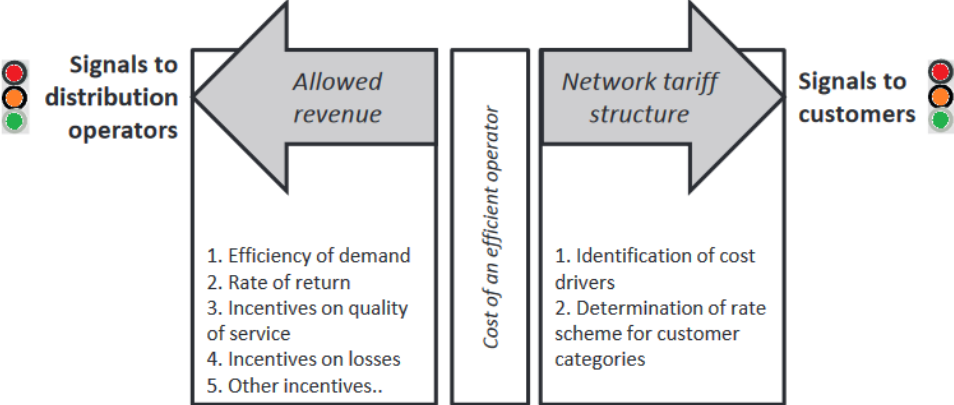 Signals to
distribution
operators
Allowed
revenue
1. Efficiency of demand
2. Rate of return
3. Incentives on quality
of service
4. Incentives on losses
5. Other incentives..
Cost of an efficient operator
Network tariff
structure
1. Identification of cost
drivers
2. Determination of rate
scheme for customer
categories
Signals to
customers